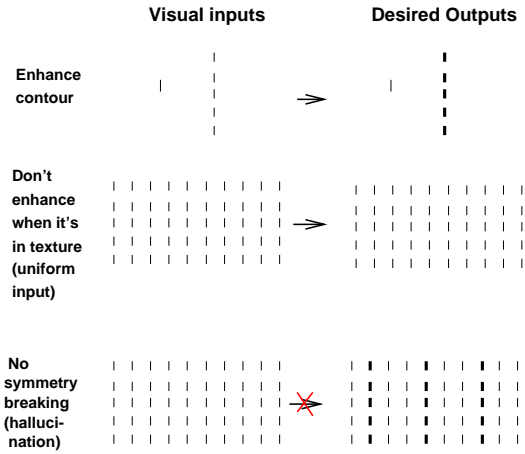 Visual inputs
Desired Outputs
Enhance
contour
Don't
enhance
when it's
in texture
(uniform
input)
No
symmetry
breaking
(halluci-
nation)